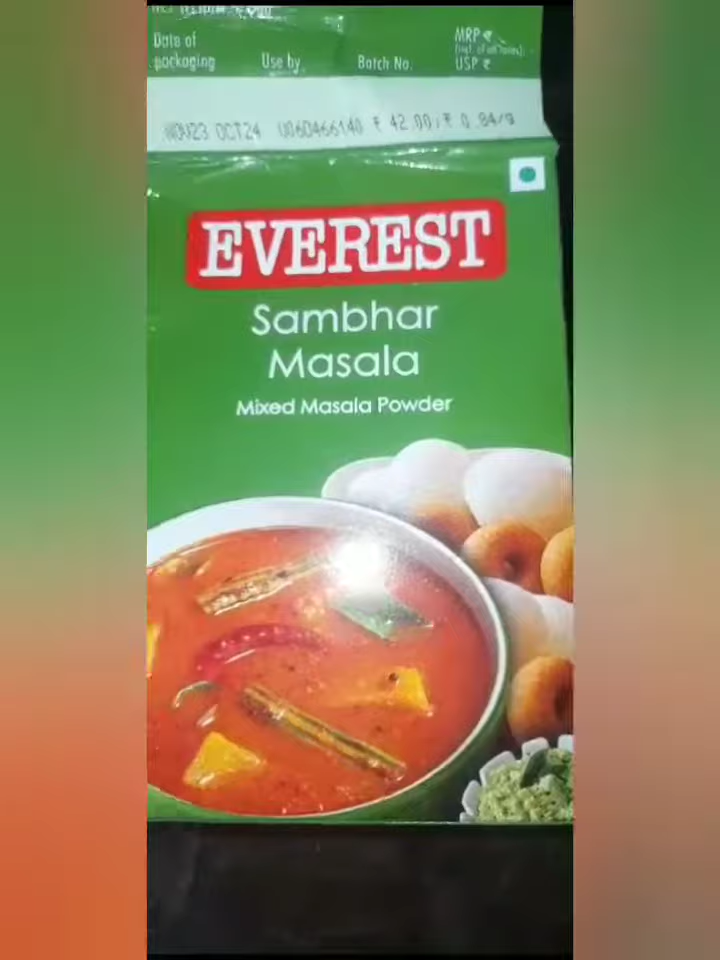 Date of
packaging
Use by
Batch No.
MRP ₹
(incl. of all taxes)
USP ₹
NOV23 OCT24 U060466140 ₹ 42.00/₹ 0.84/g
EVEREST
Sambhar
Masala
Mixed Masala Powder